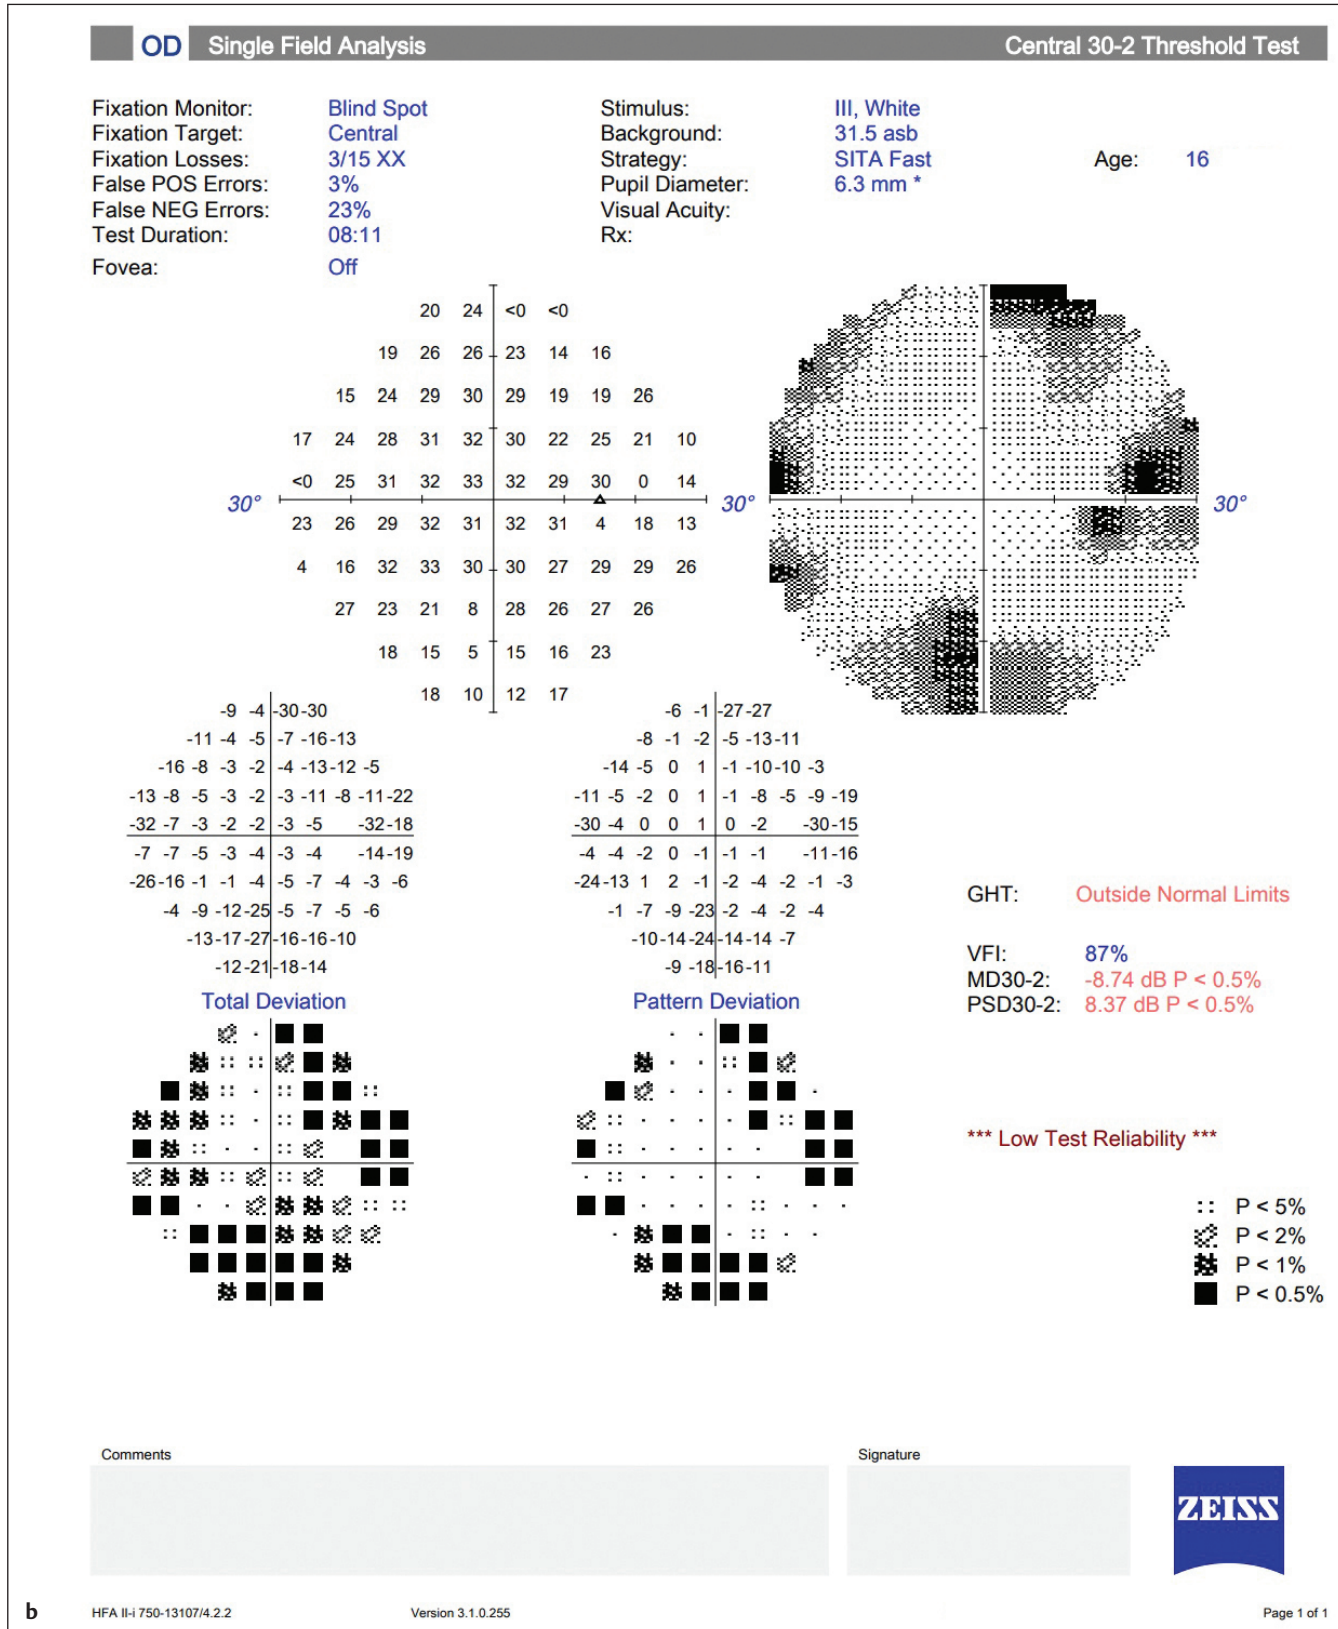 OD Single Field Analysis Central 30-2 Threshold Test
Fixation Monitor: Blind Spot Stimulus: III, White
Fixation Target: Central Background: 31.5 asb
Fixation Losses: 3/15 XX Strategy: SITA Fast Age: 16
False POS Errors: 3% Pupil Diameter: 6.3 mm *
False NEG Errors: 23% Visual Acuity:
Test Duration: 08:11 Rx:
Fovea: Off
20 24 <0 <0
19 26 26 23 14 16
15 24 29 30 29 19 19 26
17 24 28 31 32 30 22 25 21 10
<0 25 31 32 33 32 29 30 0 14
30° 30° 30°
23 26 29 32 31 32 31 4 18 13
4 16 32 33 30 30 27 29 29 26
27 23 21 8 28 26 27 26
18 15 5 15 16 23
18 10 12 17
-9 -4 -30 -30 -6 -1 -27 -27
-11 -4 -5 -7 -16 -13 -8 -1 -2 -5 -13 -11
-16 -8 -3 -2 -4 -13 -12 -5 -14 -5 0 1 -1 -10 -10 -3
-13 -8 -5 -3 -2 -3 -11 -8 -11 -22 -11 -5 -2 0 1 -1 -8 -5 -9 -19
-32 -7 -3 -2 -2 -3 -5 -32 -18 -30 -4 0 0 1 0 -2 -30 -15
-7 -7 -5 -3 -4 -3 -4 -14 -19 -4 -4 -2 0 -1 -1 -1 -11 -16
-26 -16 -1 -1 -4 -5 -7 -4 -3 -6 -24 -13 1 2 -1 -2 -4 -2 -1 -3
-4 -9 -12 -25 -5 -7 -5 -6 -1 -7 -9 -23 -2 -4 -2 -4
-13 -17 -27 -16 -16 -10 -10 -14 -24 -14 -14 -7
-12 -21 -18 -14 -9 -18 -16 -11
GHT: Outside Normal Limits
VFI: 87%
MD30-2: -8.74 dB P < 0.5%
PSD30-2: 8.37 dB P < 0.5%
Total Deviation Pattern Deviation
*** Low Test Reliability ***
P < 5%
P < 2%
P < 1%
P < 0.5%
Comments Signature
ZEISS
b HFA II-i 750-13107/4.2.2 Version 3.1.0.255 Page 1 of 1